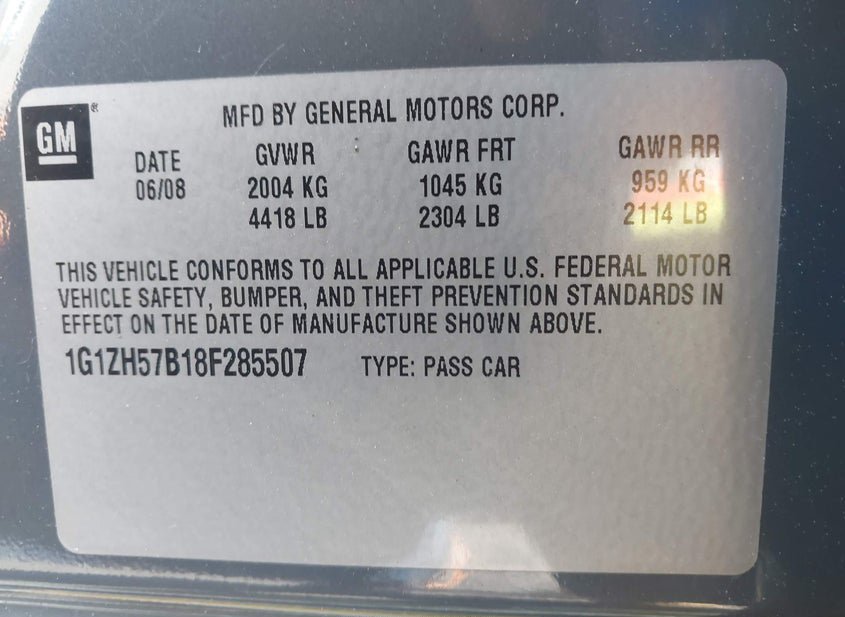 GM ®
MFD BY GENERAL MOTORS CORP.
DATE GVWR GAWR FRT GAWR RR
06/08 2004 KG 1045 KG 959 KG
4418 LB 2304 LB 2114 LB
THIS VEHICLE CONFORMS TO ALL APPLICABLE U.S. FEDERAL MOTOR
VEHICLE SAFETY, BUMPER, AND THEFT PREVENTION STANDARDS IN
EFFECT ON THE DATE OF MANUFACTURE SHOWN ABOVE.
1G1ZH57B18F285507 TYPE: PASS CAR